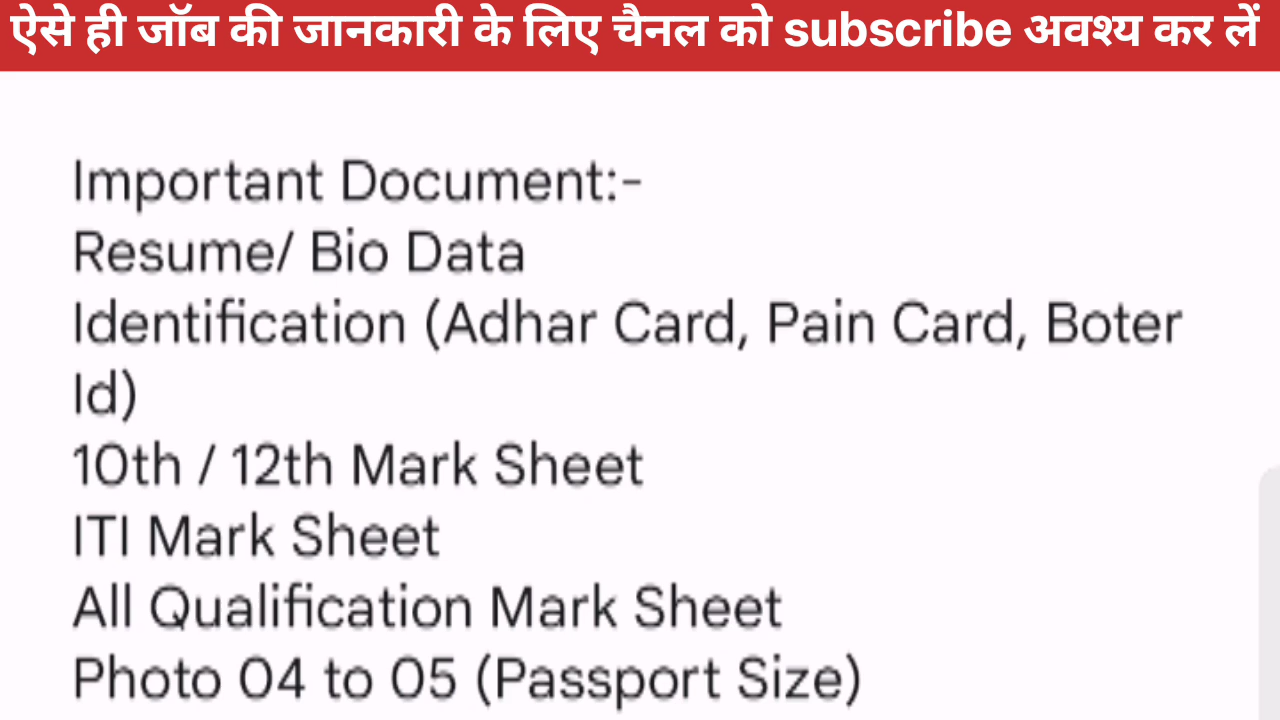 ऐसे ही जॉब की जानकारी के लिए चैनल को subscribe अवश्य कर लें
Important Document:-
Resume/ Bio Data
Identification (Adhar Card, Pain Card, Boter
Id)
10th / 12th Mark Sheet
ITI Mark Sheet
All Qualification Mark Sheet
Photo 04 to 05 (Passport Size)